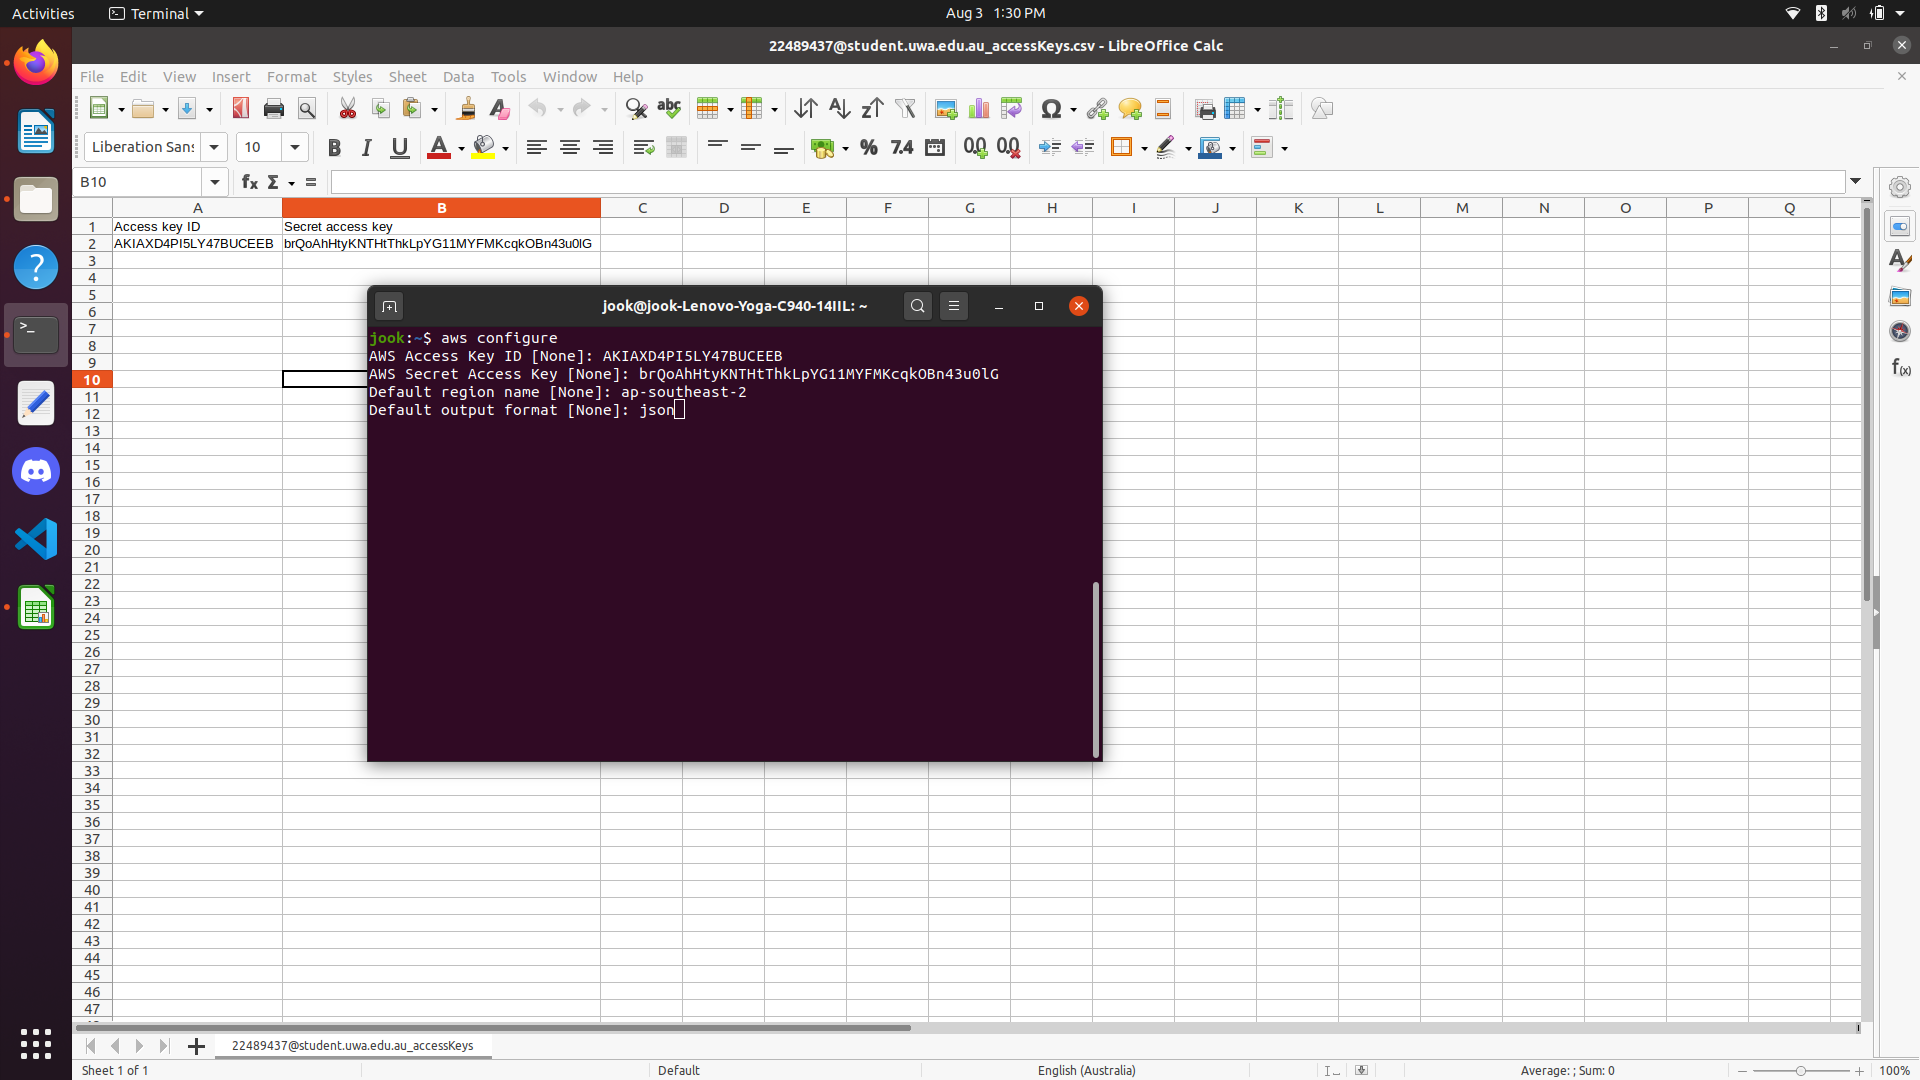 Activities
Terminal
Aug 3 1:30 PM
22489437@student.uwa.edu.au_accessKeys.csv - LibreOffice Calc
File Edit View Insert Format Styles Sheet Data Tools Window Help
Liberation Sans
10
B10
A B C D E F G H I J K L M N O P Q
1 Access key ID Secret access key
2 AKIAXD4PI5LY47BUCEEB brQoAhHtyKNTHtThkLpYG11MYFMKcqkOBn43u0lG
3
4
5
6
7
8
9
10
11
12
13
14
15
16
17
18
19
20
21
22
23
24
25
26
27
28
29
30
31
32
33
34
35
36
37
38
39
40
41
42
43
44
45
46
47
jook@jook-Lenovo-Yoga-C940-14IIL: ~
jook:~$ aws configure
AWS Access Key ID [None]: AKIAXD4PI5LY47BUCEEB
AWS Secret Access Key [None]: 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
Default region name [None]: ap-southeast-2
Default output format [None]: json
22489437@student.uwa.edu.au_accessKeys
Sheet 1 of 1
Default
English (Australia)
Average: ; Sum: 0
100%